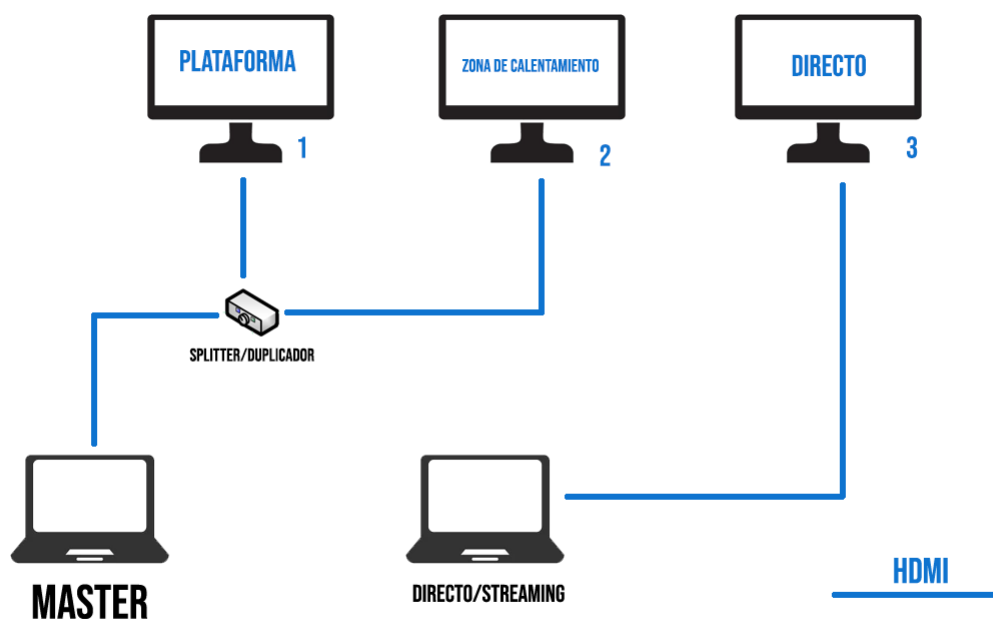 PLATAFORMA
ZONA DE CALENTAMIENTO
DIRECTO
1
2
3
SPLITTER/DUPLICADOR
MASTER
DIRECTO/STREAMING
HDMI